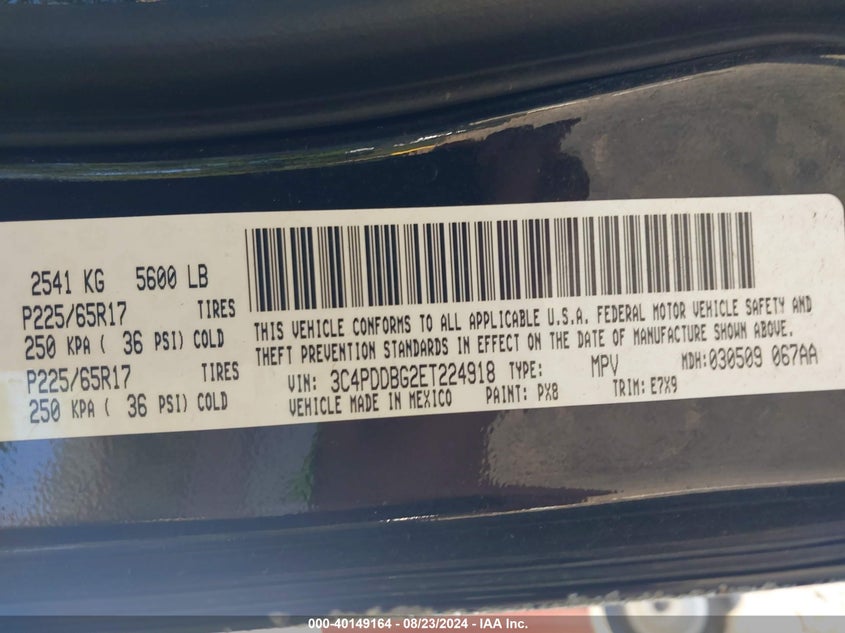 2541 KG 5600 LB
P225/65R17 TIRES
250 KPA ( 36 PSI) COLD
P225/65R17 TIRES
250 KPA ( 36 PSI) COLD
THIS VEHICLE CONFORMS TO ALL APPLICABLE U.S.A. FEDERAL MOTOR VEHICLE SAFETY AND
THEFT PREVENTION STANDARDS IN EFFECT ON THE DATE OF MANUFACTURE SHOWN ABOVE.
VIN: 3C4PDDBG2ET224918 TYPE: MPV MDH: 030509 067AA
VEHICLE MADE IN MEXICO PAINT: PX8 TRIM: E7X9
000-40149164 - 08/23/2024 - IAA Inc.